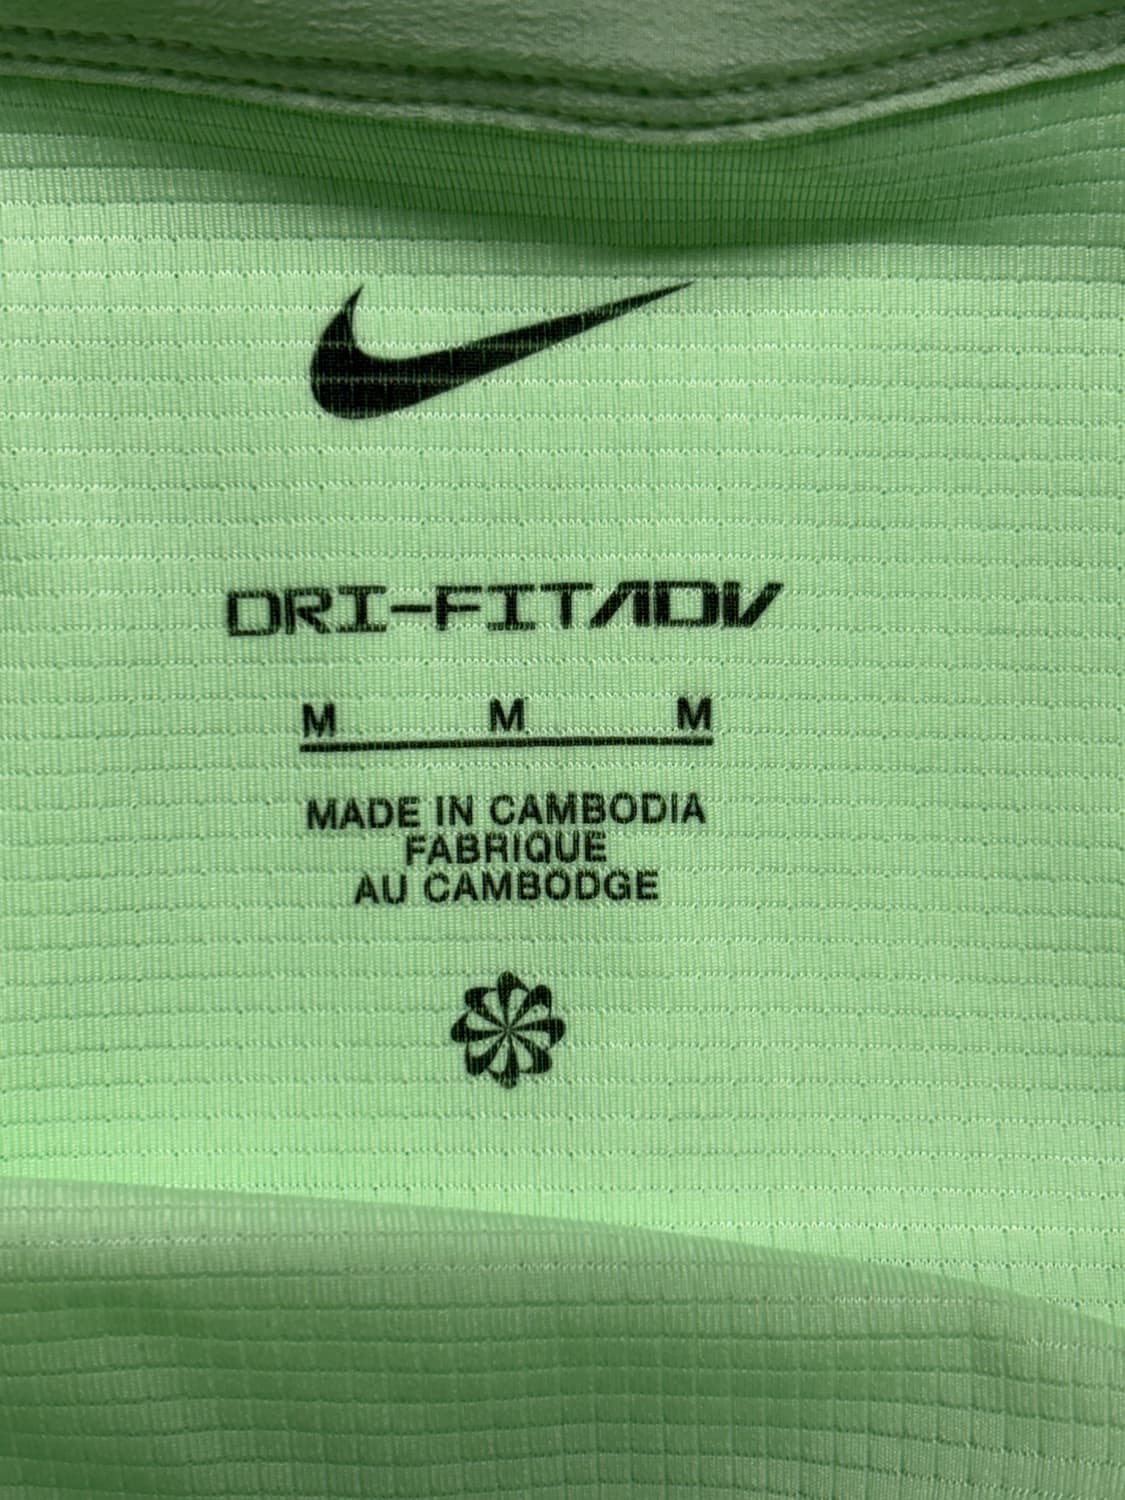 DRI-FIT ADV
M M M
MADE IN CAMBODIA
FABRIQUE
AU CAMBODGE